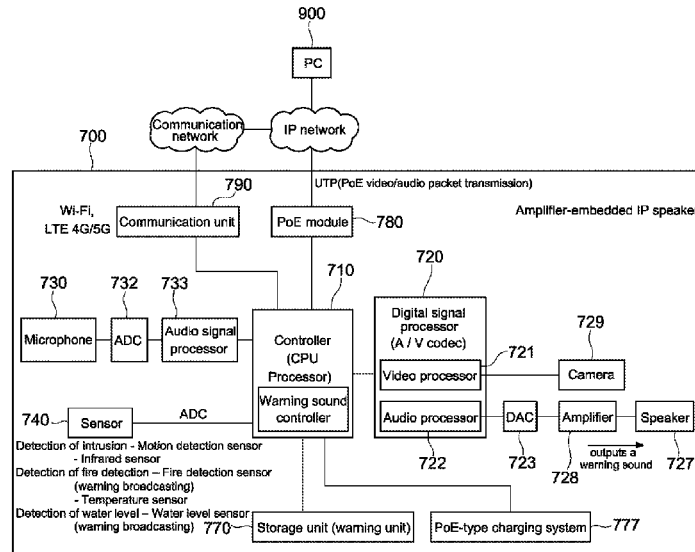 900
PC
Communication network
IP network
700
790
UTP(PoE video/audio packet transmission)
Wi-Fi,
LTE 4G/5G
Communication unit
PoE module
780
Amplifier-embedded IP speaker
730
732
733
710
720
Microphone
ADC
Audio signal
processor
Controller
(CPU
Processor)
Warning sound
controller
Digital signal
processor
(A / V codec)
721
Video processor
729
Camera
740
Sensor
ADC
Audio processor
DAC
Amplifier
Speaker
722
723
728
outputs a
warning sound
727
Detection of intrusion - Motion detection sensor
- Infrared sensor
Detection of fire detection – Fire detection sensor
(warning broadcasting)
- Temperature sensor
Detection of water level – Water level sensor
(warning broadcasting)
770
Storage unit (warning unit)
PoE-type charging system
777